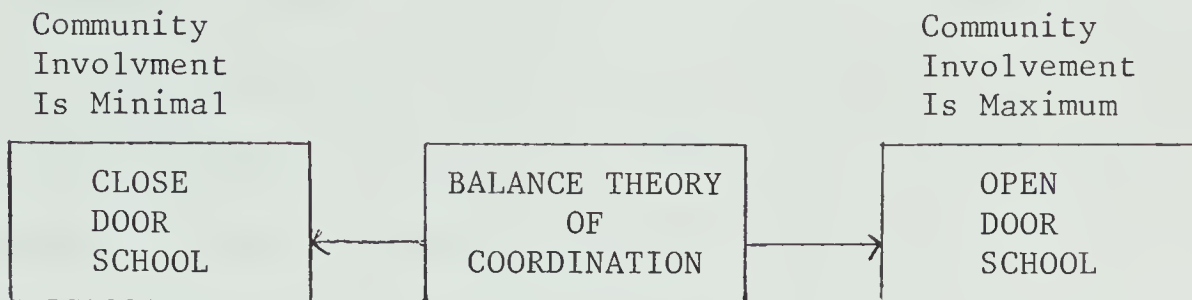 Community
Involvment
Is Minimal
Community
Involvement
Is Maximum
CLOSE
DOOR
SCHOOL
BALANCE THEORY
OF
COORDINATION
OPEN
DOOR
SCHOOL